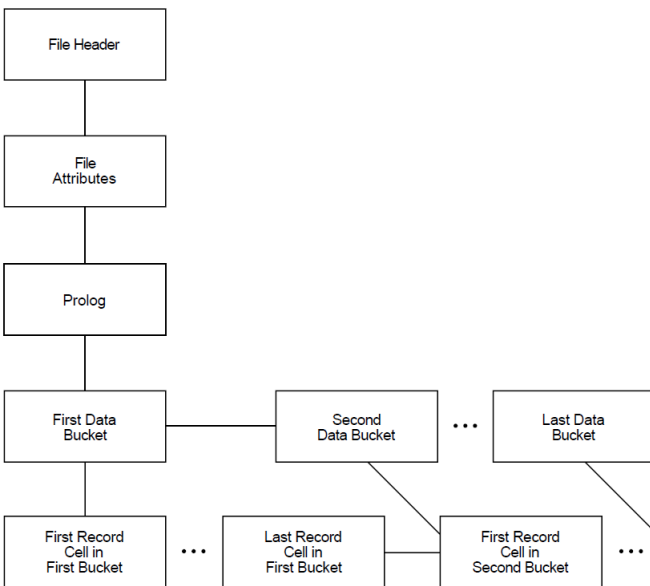 File Header
File
Attributes
Prolog
First Data
Bucket
Second
Data Bucket
•••
Last Data
Bucket
First Record
Cell in
First Bucket
•••
Last Record
Cell in
First Bucket
First Record
Cell in
Second Bucket
•••